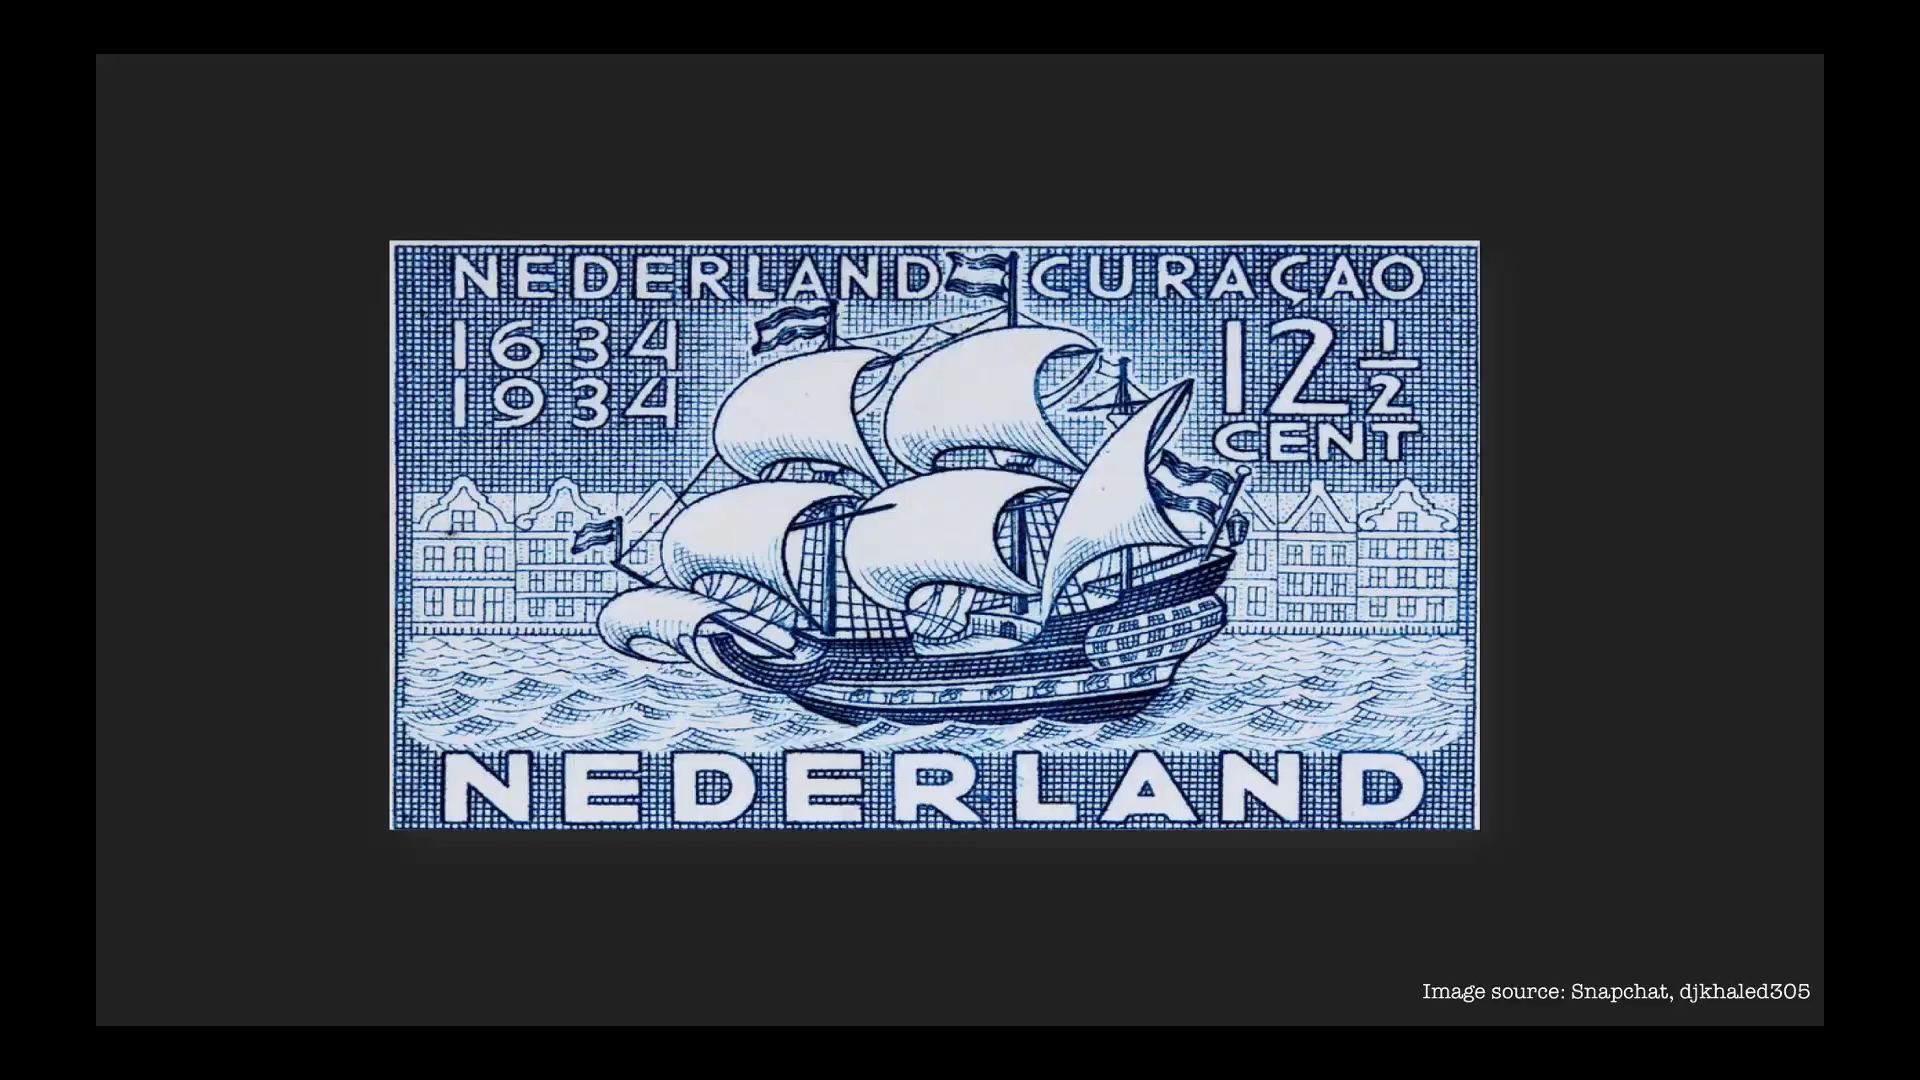 NEDERLAND CURAÇAO
1634
1934
12 1/2
CENT
NEDERLAND
Image source: Snapchat, djkhaled305